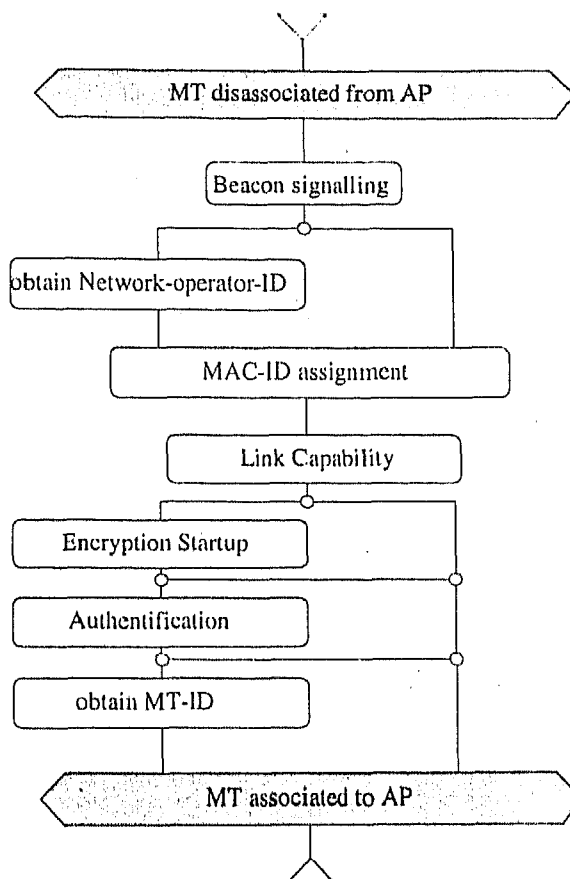 MT disassociated from AP
Beacon signalling
obtain Network-operator-ID
MAC-ID assignment
Link Capability
Encryption Startup
Authentification
obtain MT-ID
MT associated to AP